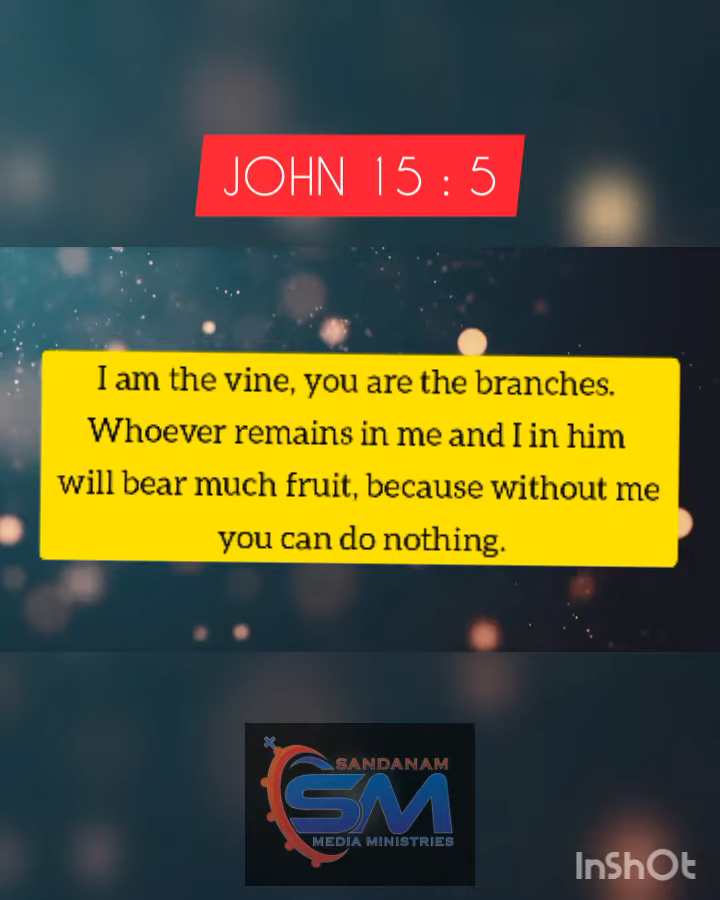 JOHN 15 : 5
I am the vine, you are the branches.
Whoever remains in me and I in him
will bear much fruit, because without me
you can do nothing.
SANDANAM
SM
MEDIA MINISTRIES
InShOt